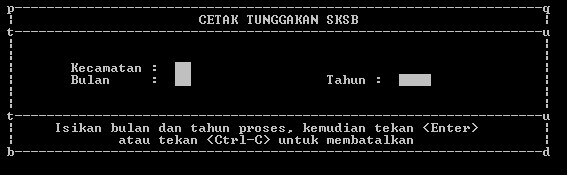 CETAK TUNGGAKAN SKSB
Kecamatan :
Bulan : Tahun :
Isikan bulan dan tahun proses, kemudian tekan <Enter>
atau tekan <Ctrl-C> untuk membatalkan